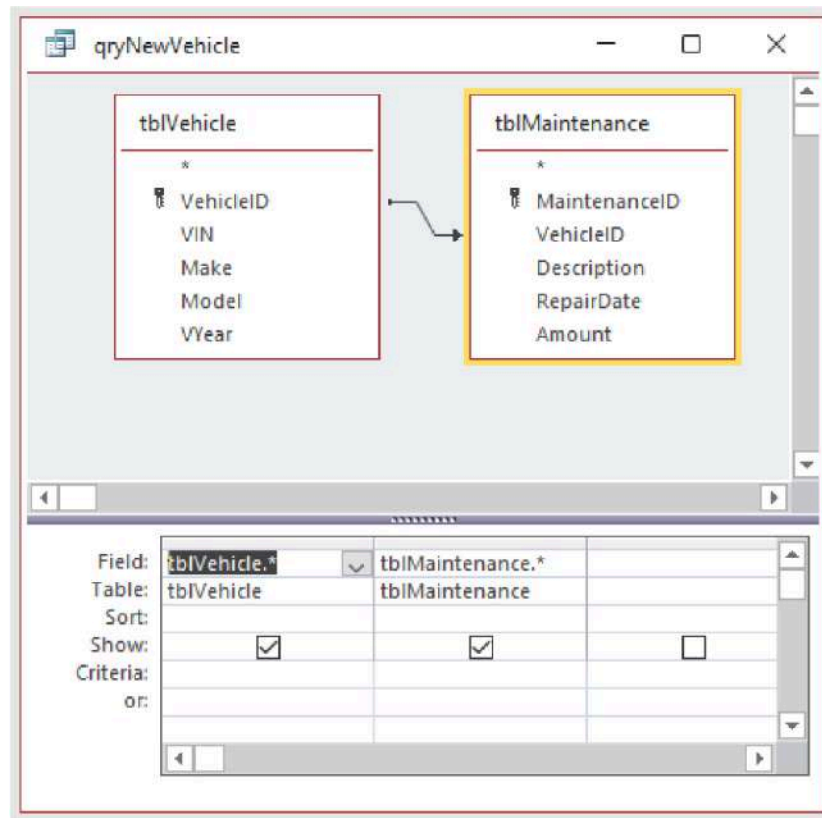 qryNewVehicle
tblVehicle
*
VehicleID
VIN
Make
Model
VYear
tblMaintenance
*
MaintenanceID
VehicleID
Description
RepairDate
Amount
Field: tblVehicle.* tblMaintenance.*
Table: tblVehicle tblMaintenance
Sort:
Show:
Criteria:
or: